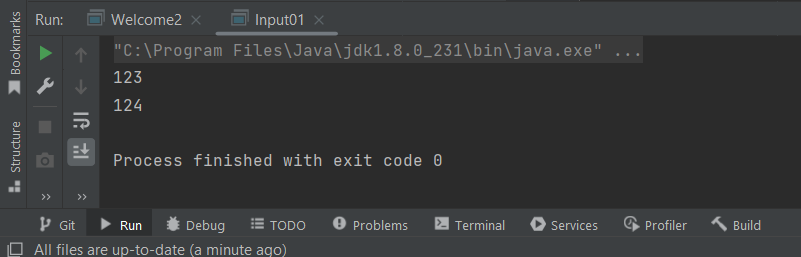 Run: Welcome2 × Input01 ×
"C:\Program Files\Java\jdk1.8.0_231\bin\java.exe" ...
123
124
Process finished with exit code 0
Bookmarks
Structure
>> >>
Git Run Debug TODO Problems Terminal Services Profiler Build
All files are up-to-date (a minute ago)